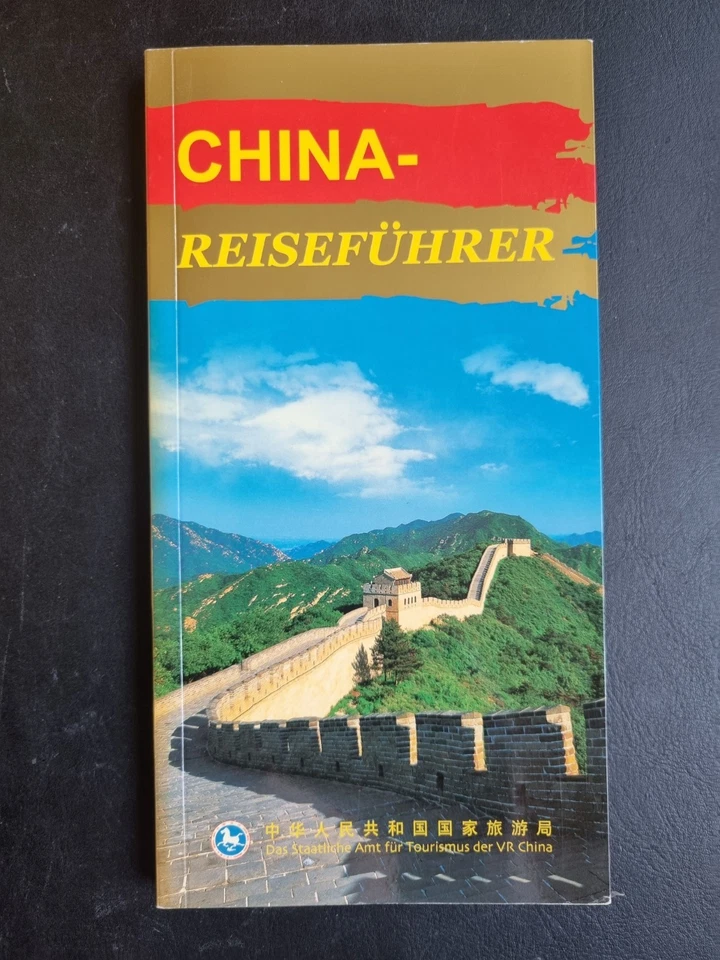 CHINA-
REISEFÜHRER
中华人民共和国国家旅游局
Das Staatliche Amt für Tourismus der VR China